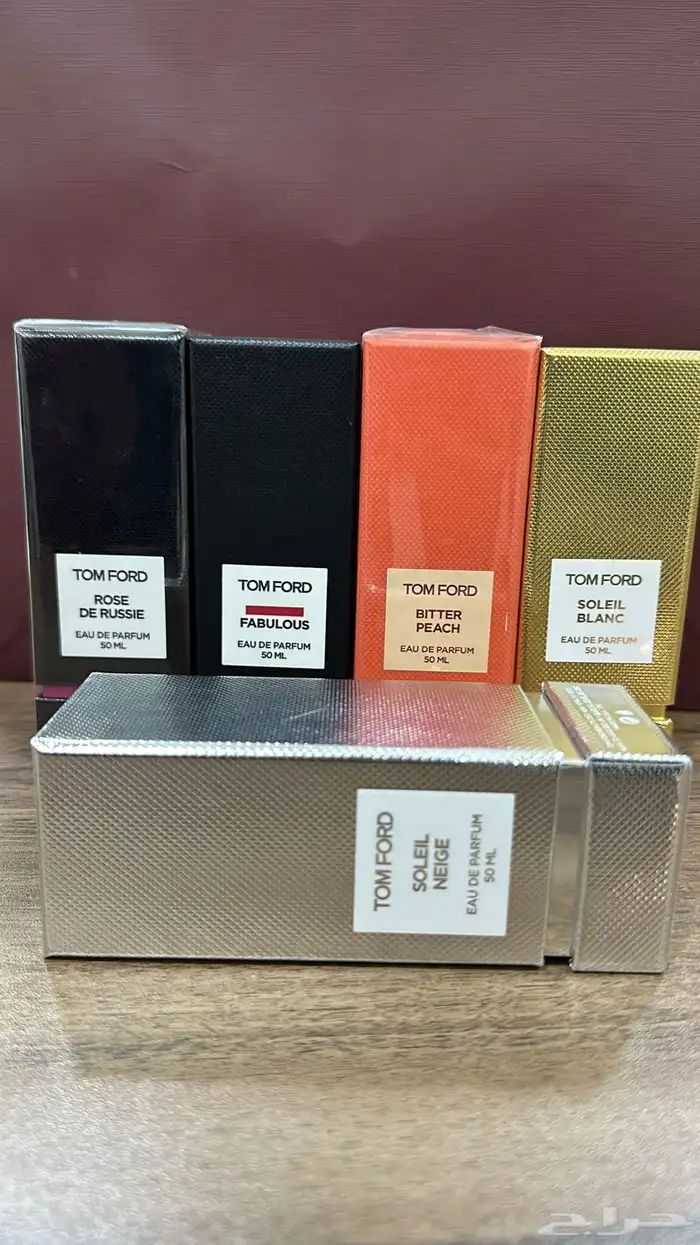 TOM FORD
ROSE
DE RUSSIE
EAU DE PARFUM
50 ML
TOM FORD
FABULOUS
EAU DE PARFUM
50 ML
TOM FORD
BITTER
PEACH
EAU DE PARFUM
50 ML
TOM FORD
SOLEIL
BLANC
EAU DE PARFUM
50 ML
TOM FORD
SOLEIL
NEIGE
EAU DE PARFUM
50 ML
حراج